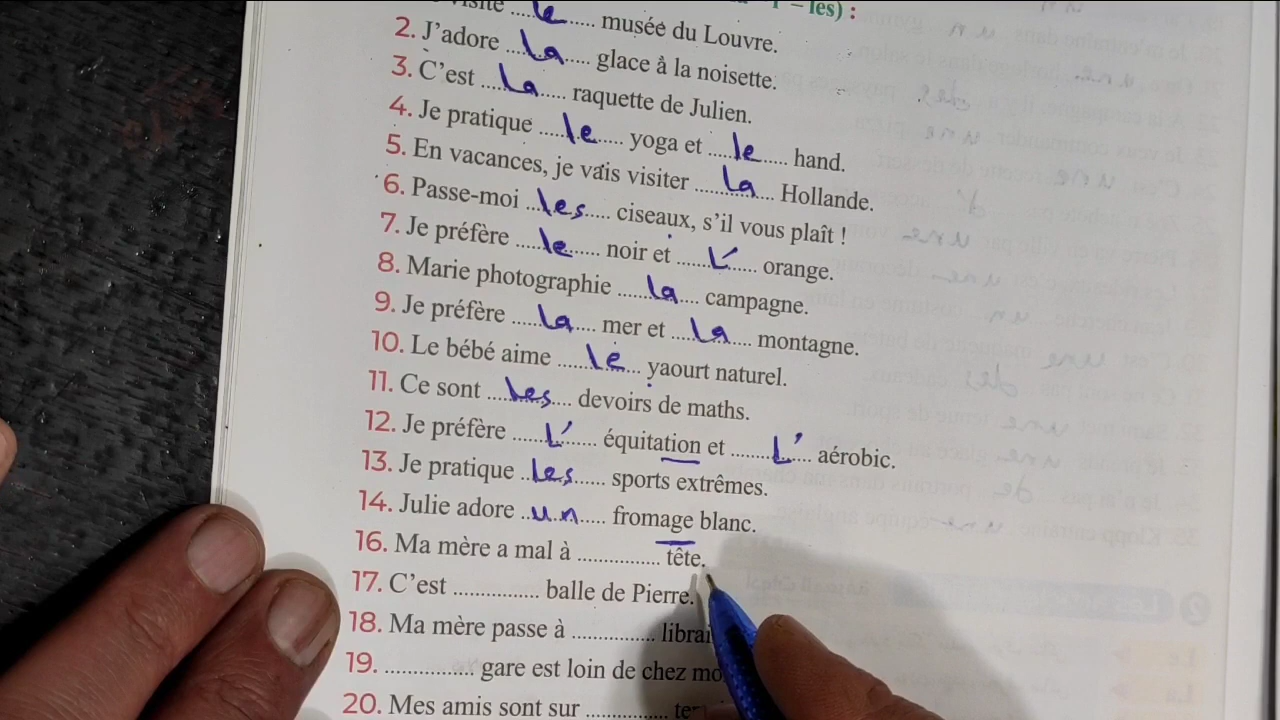 l' – les) :
le musée du Louvre.
2. J'adore la glace à la noisette.
3. C'est la raquette de Julien.
4. Je pratique le yoga et le hand.
5. En vacances, je vais visiter la Hollande.
6. Passe-moi les ciseaux, s'il vous plaît !
7. Je préfère le noir et L' orange.
8. Marie photographie la campagne.
9. Je préfère la mer et la montagne.
10. Le bébé aime le yaourt naturel.
11. Ce sont les devoirs de maths.
12. Je préfère L' équitation et L' aérobic.
13. Je pratique les sports extrêmes.
14. Julie adore un fromage blanc.
16. Ma mère a mal à ............... tête.
17. C'est ............... balle de Pierre.
18. Ma mère passe à ...............
19. ............... gare est loin de chez
20. Mes amis sont sur ...............